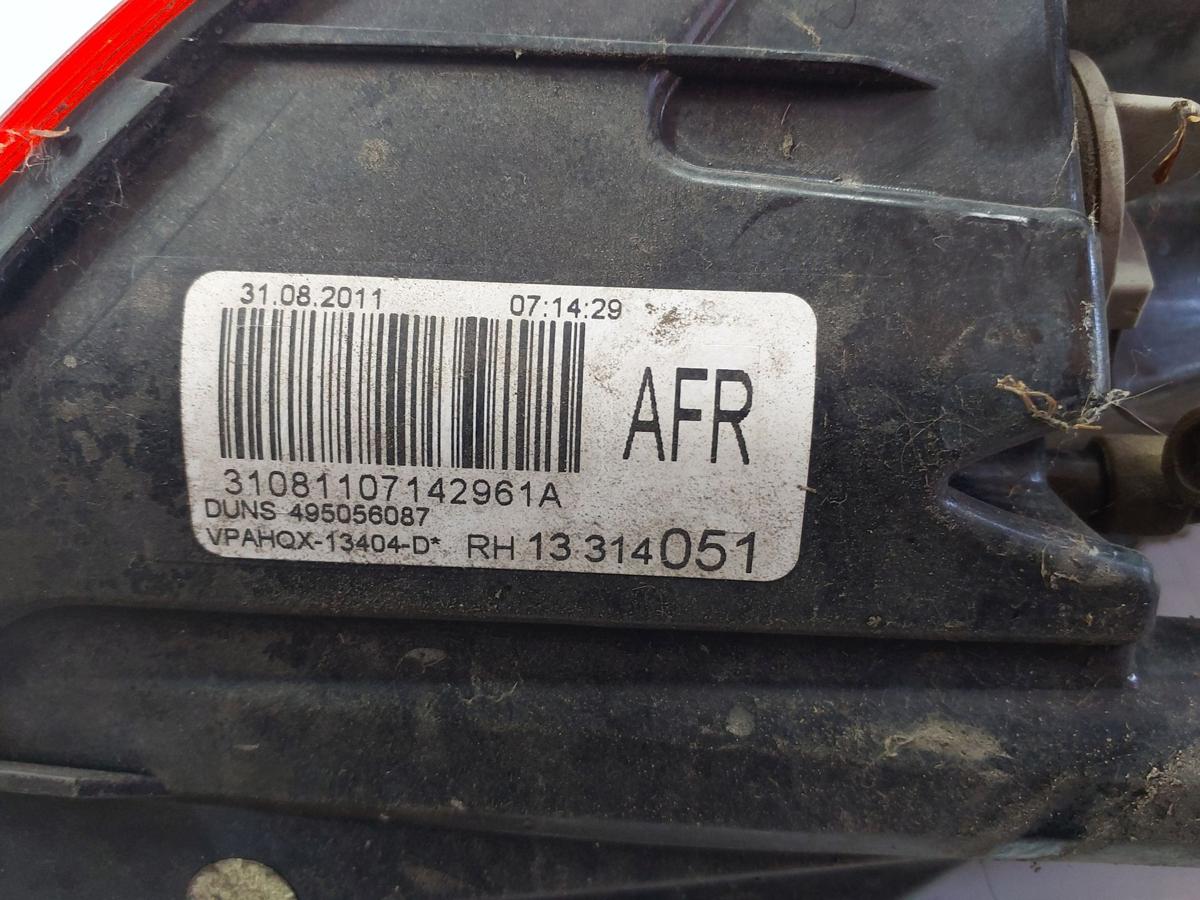 31.08.2011 07:14:29
AFR
31081107142961A
DUNS 495056087
VPAHQX-13404-D* RH 13.314051